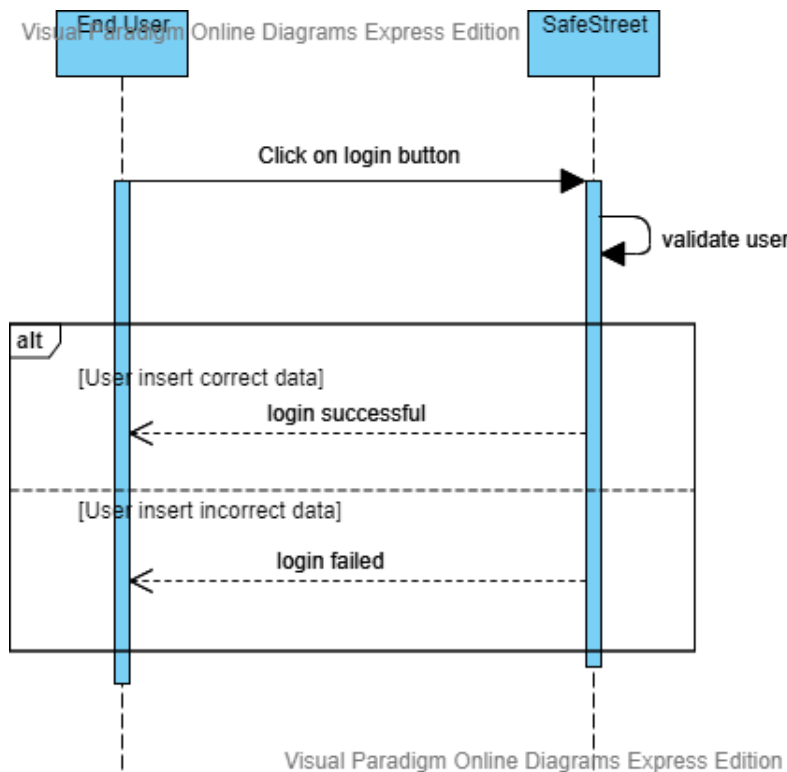 End User
SafeStreet
Visual Paradigm Online Diagrams Express Edition
Click on login button
validate user
alt
[User insert correct data]
login successful
[User insert incorrect data]
login failed
Visual Paradigm Online Diagrams Express Edition